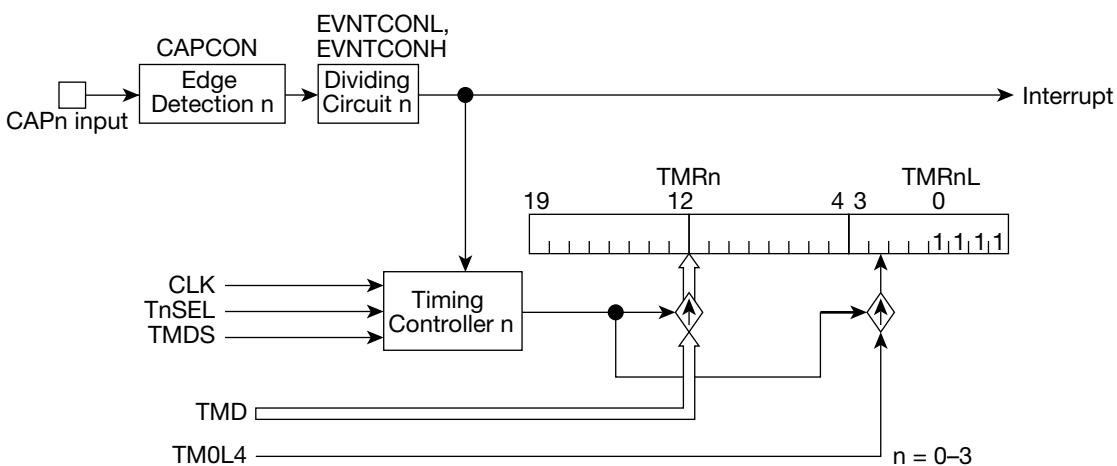 EVNTCONL,
CAPCON EVNTCONH
Edge
Detection n
Dividing
Circuit n
CAPn input
Interrupt
TMRn TMRnL
19 12 4 3 0
1 1 1 1
CLK
TnSEL
TMDS
Timing
Controller n
TMD
TM0L4
n = 0–3